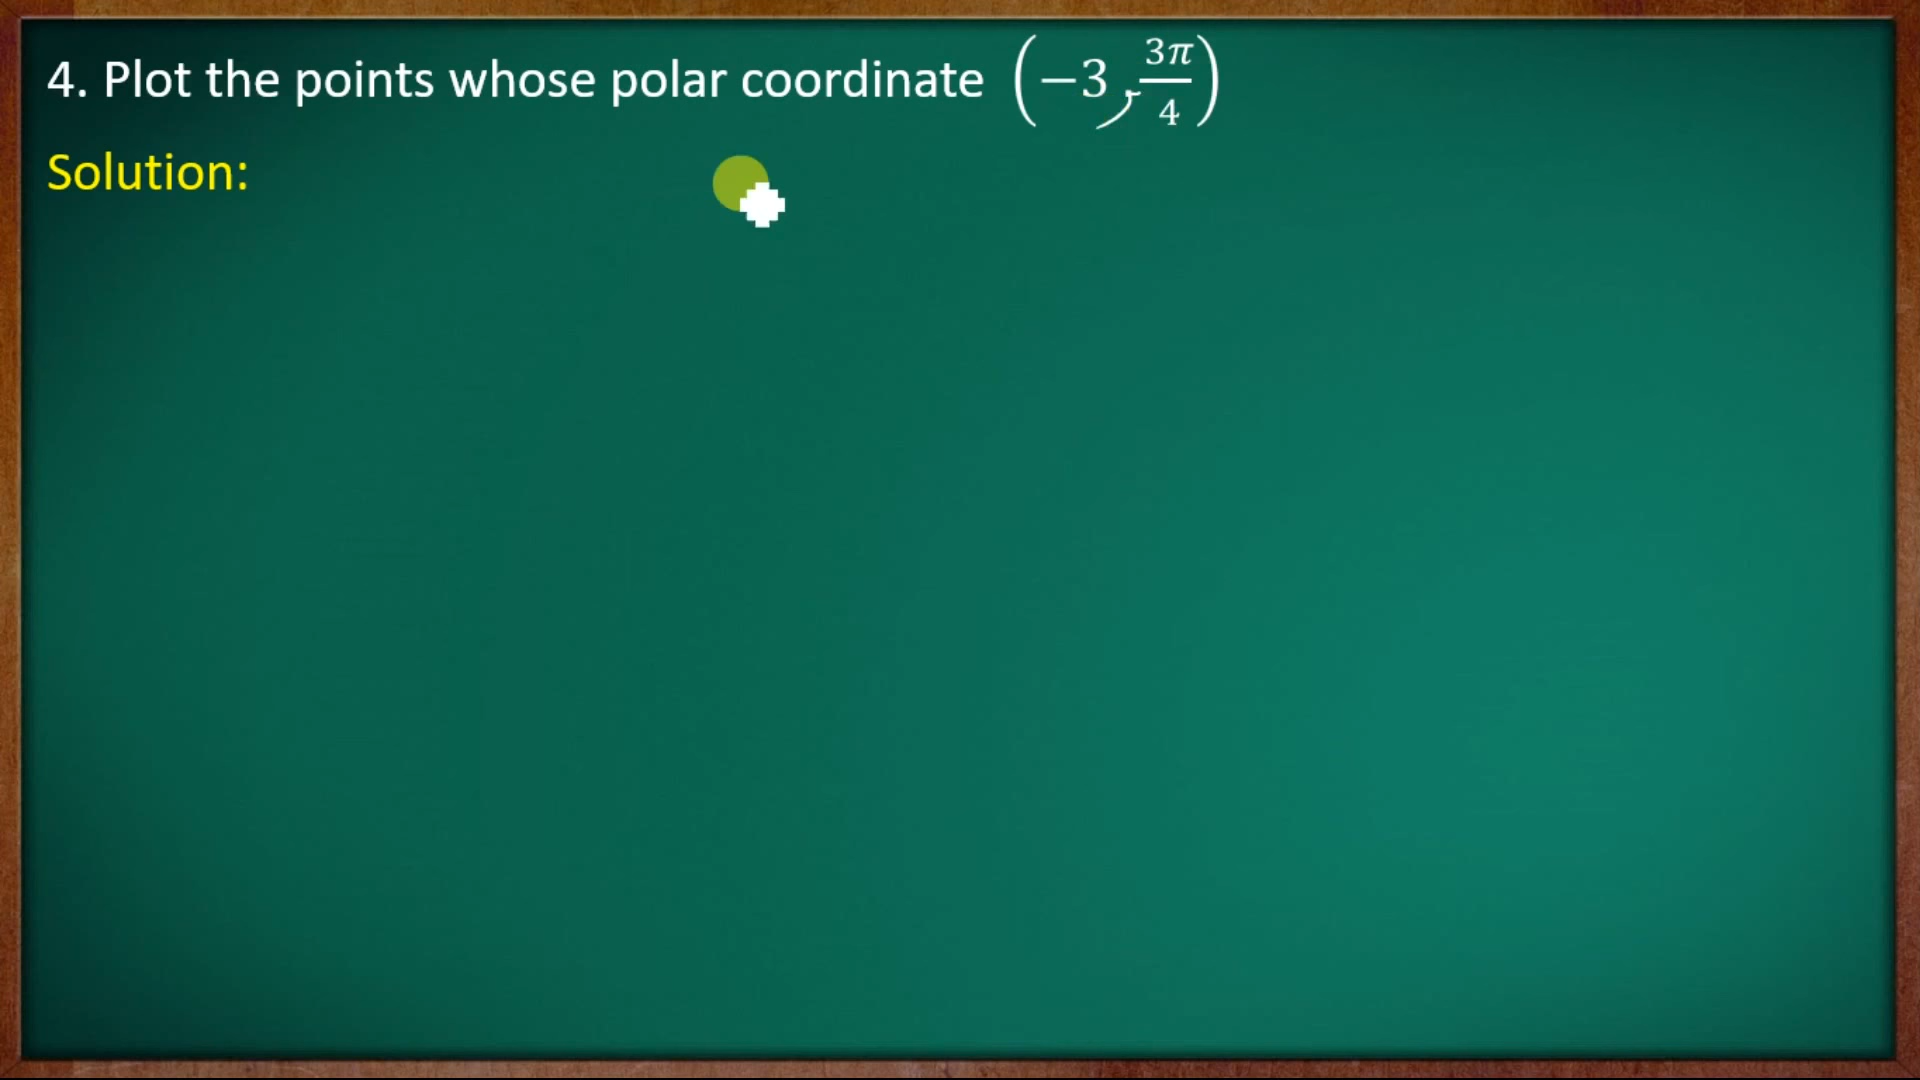 4. Plot the points whose polar coordinate (−3, 3π/4)
Solution: